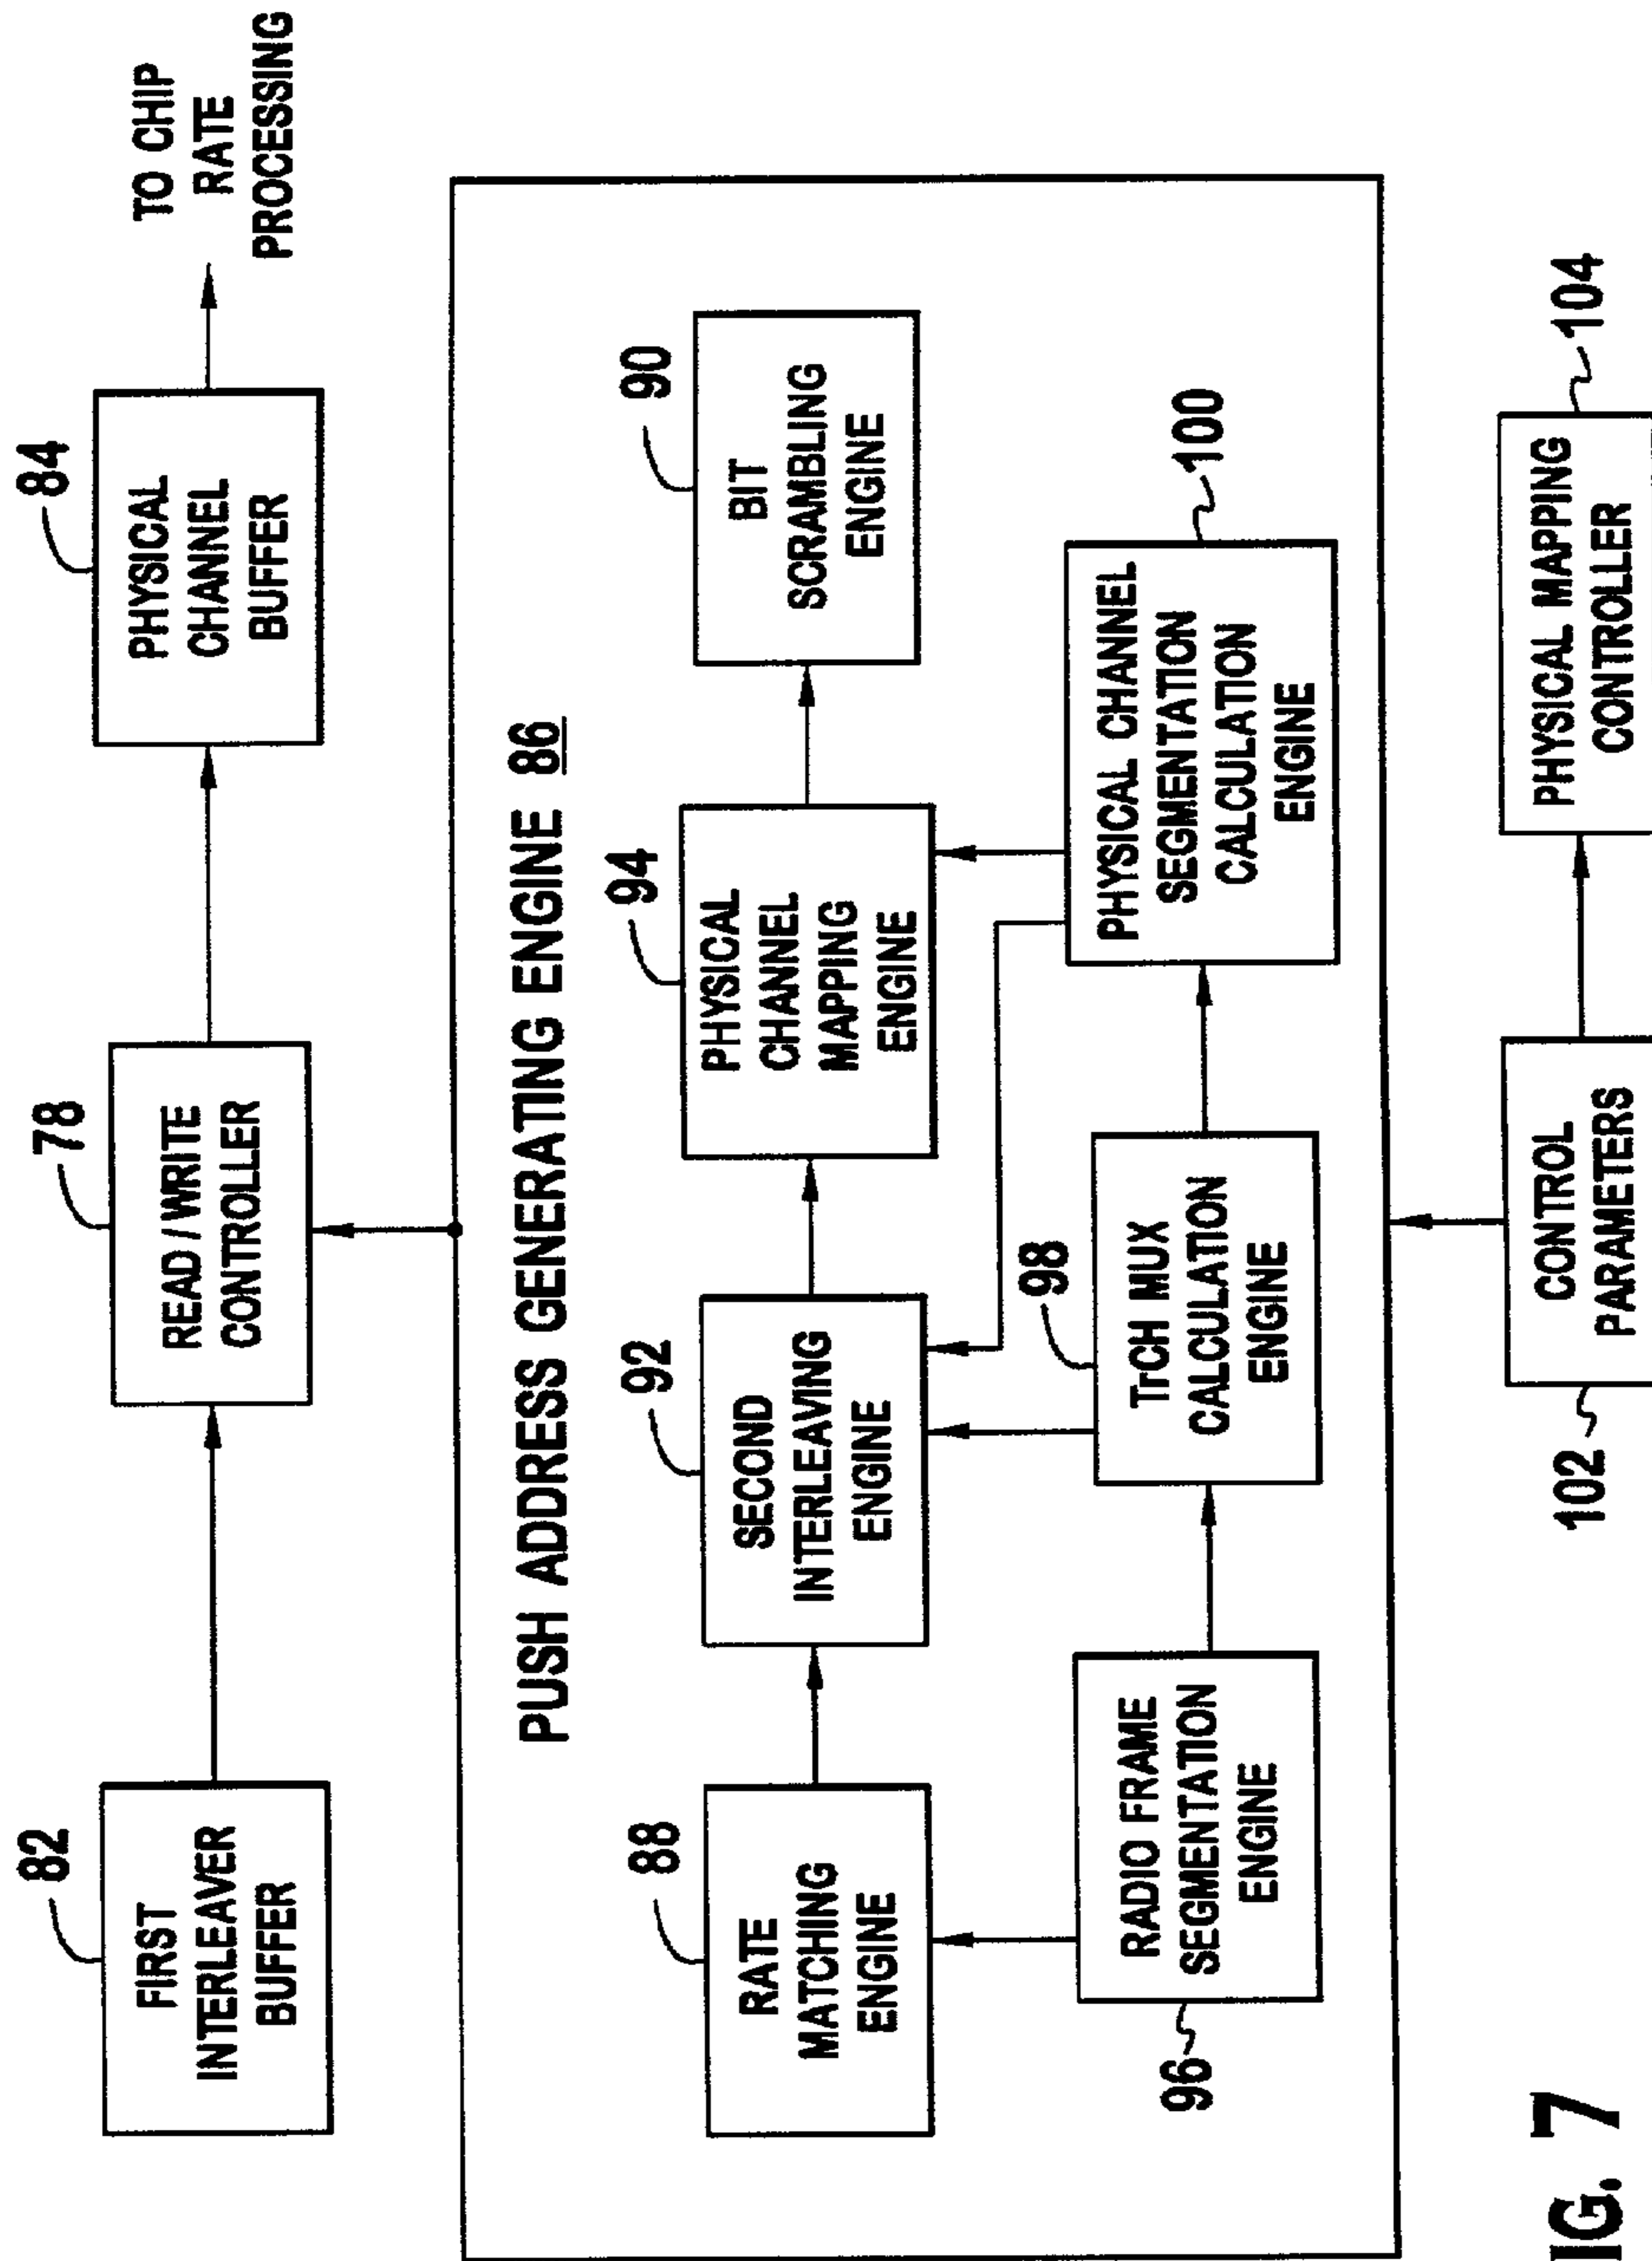 82
FIRST
INTERLEAVER
BUFFER
78
READ/WRITE
CONTROLLER
84
PHYSICAL
CHANNEL
BUFFER
TO CHIP
RATE
PROCESSING
PUSH ADDRESS GENERATING ENGINE 86
88
RATE
MATCHING
ENGINE
92
SECOND
INTERLEAVING
ENGINE
94
PHYSICAL
CHANNEL
MAPPING
ENGINE
90
BIT
SCRAMBLING
ENGINE
96
RADIO FRAME
SEGMENTATION
ENGINE
98
TrCH MUX
CALCULATION
ENGINE
100
PHYSICAL CHANNEL
SEGMENTATION
CALCULATION
ENGINE
102
CONTROL
PARAMETERS
104
PHYSICAL MAPPING
CONTROLLER
IG. 7